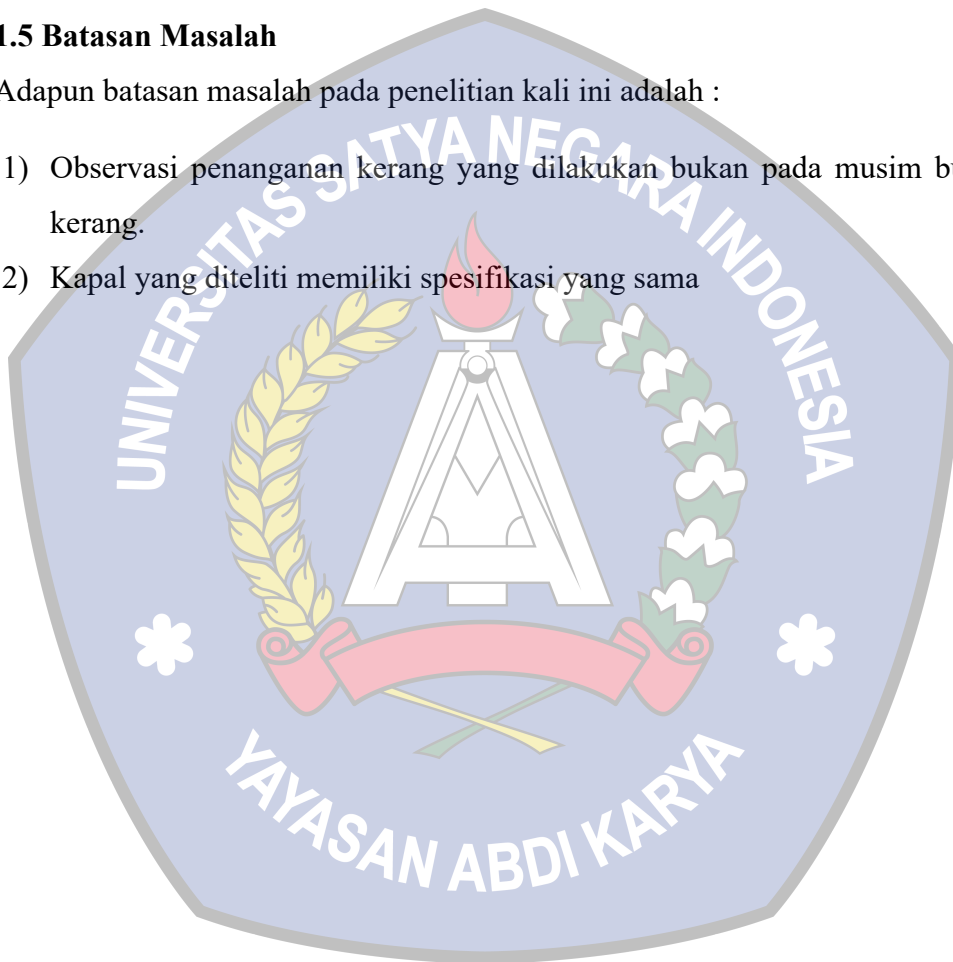 1.5 Batasan Masalah
Adapun batasan masalah pada penelitian kali ini adalah :
1) Observasi penanganan kerang yang dilakukan bukan pada musim
kerang.
2) Kapal yang diteliti memiliki spesifikasi yang sama
UNIVERSITAS SATYA NEGARA INDONESIA
YAYASAN ABDI KARYA